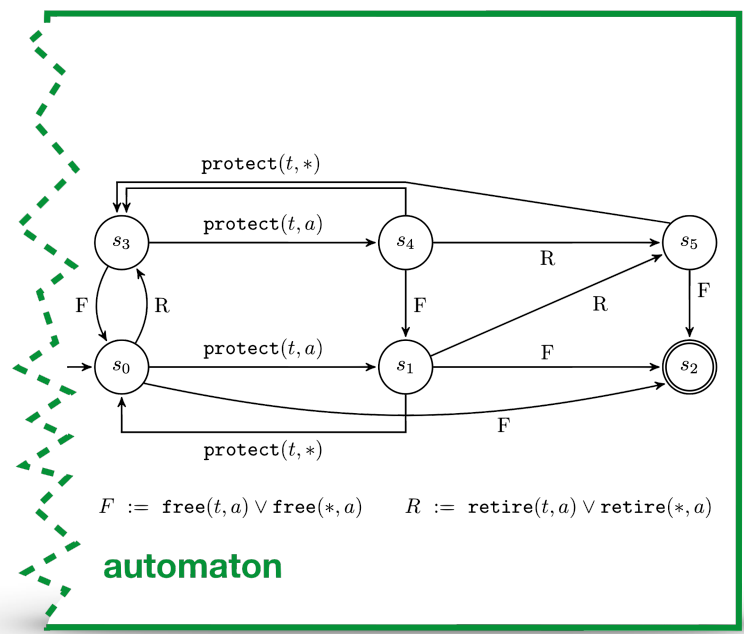 protect(t, *)
s₃
protect(t, a)
s₄
R
s₅
F
R
F
R
F
s₀
protect(t, a)
s₁
F
s₂
F
protect(t, *)
F := free(t, a) ∨ free(*, a)
R := retire(t, a) ∨ retire(*, a)
automaton